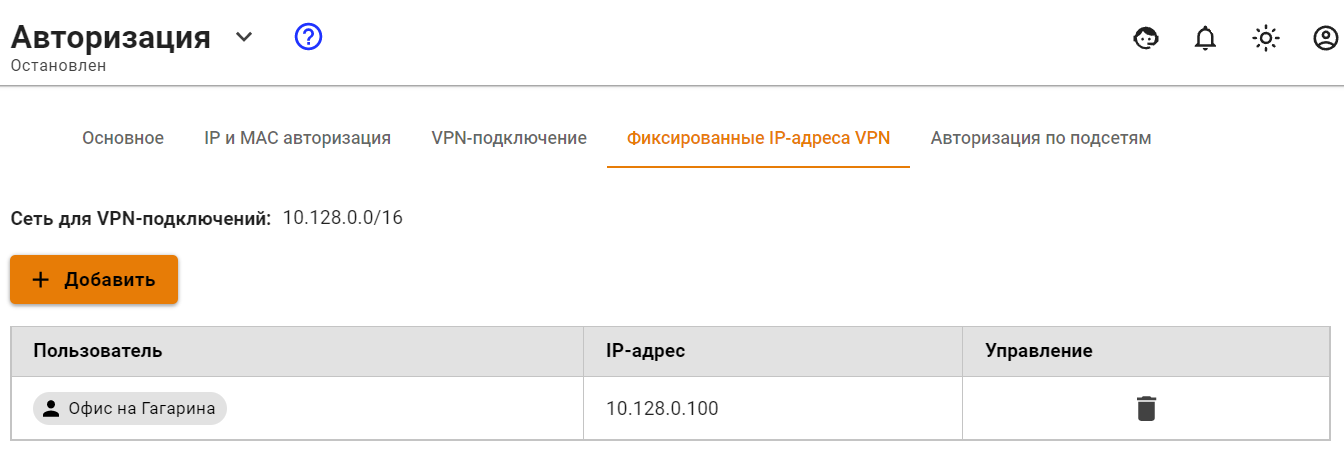 Авторизация
Остановлен
Основное IP и MAC авторизация VPN-подключение Фиксированные IP-адреса VPN Авторизация по подсетям
Сеть для VPN-подключений: 10.128.0.0/16
+ Добавить
Пользователь IP-адрес Управление
Офис на Гагарина 10.128.0.100